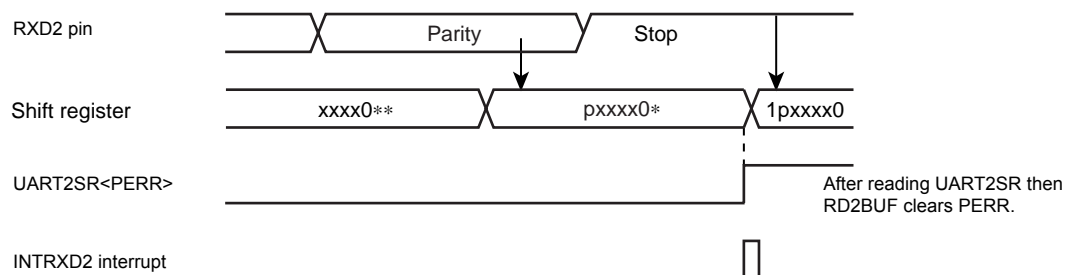 RXD2 pin
Parity
Stop
Shift register
xxxx0**
pxxxx0*
1pxxxx0
UART2SR<PERR>
After reading UART2SR then
RD2BUF clears PERR.
INTRXD2 interrupt